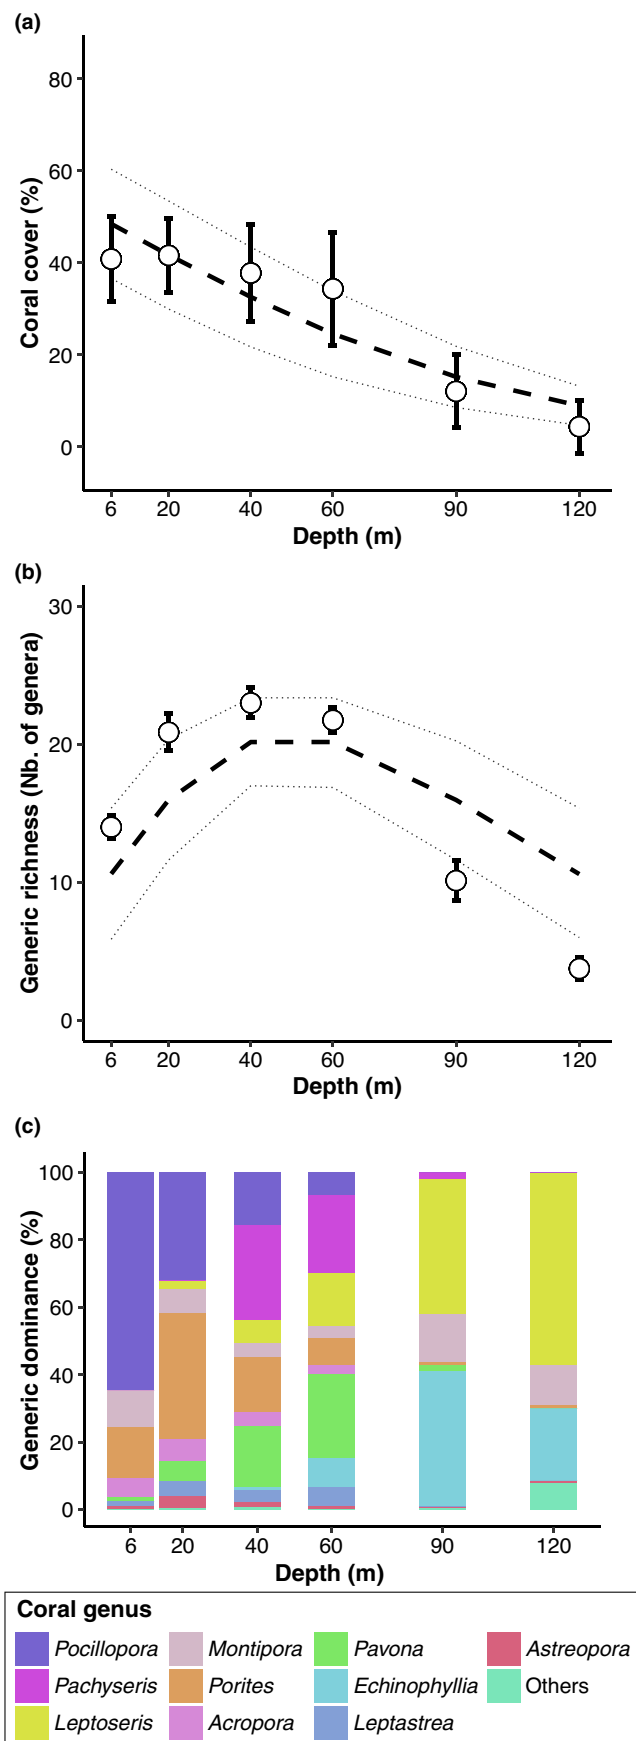 (a)
Coral cover (%)
80
60
40
20
0
6 20 40 60 90 120
Depth (m)
(b)
Generic richness (Nb. of genera)
30
20
10
0
6 20 40 60 90 120
Depth (m)
(c)
Generic dominance (%)
100
80
60
40
20
0
6 20 40 60 90 120
Depth (m)
Coral genus
Pocillopora Montipora Pavona Astreopora
Pachyseris Porites Echinophyllia Others
Leptoseris Acropora Leptastrea